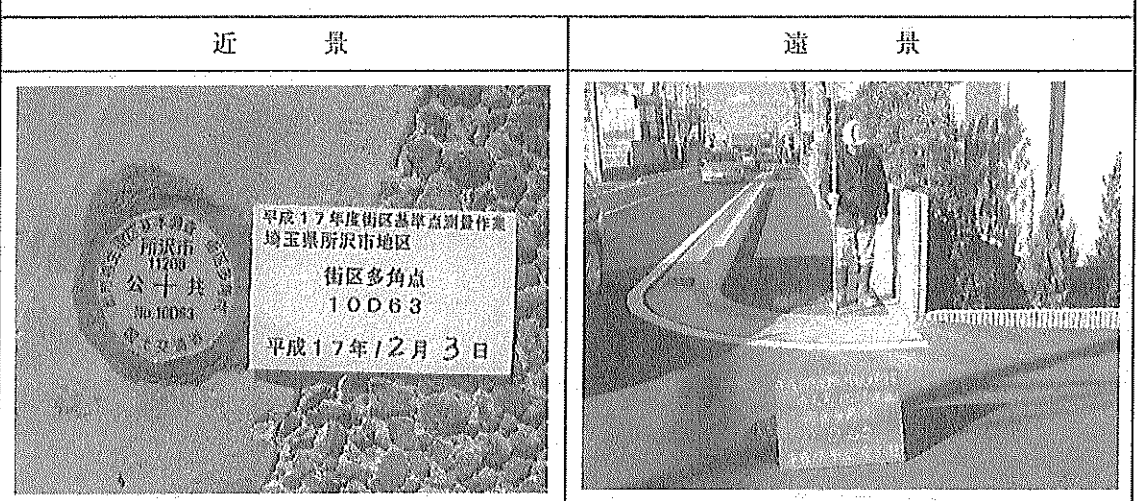 近景
遠景
所沢市
11208
公共
No.10D63
平成17年度街区基準点測量作業
埼玉県所沢市地区
街区多角点
10D63
平成17年12月3日